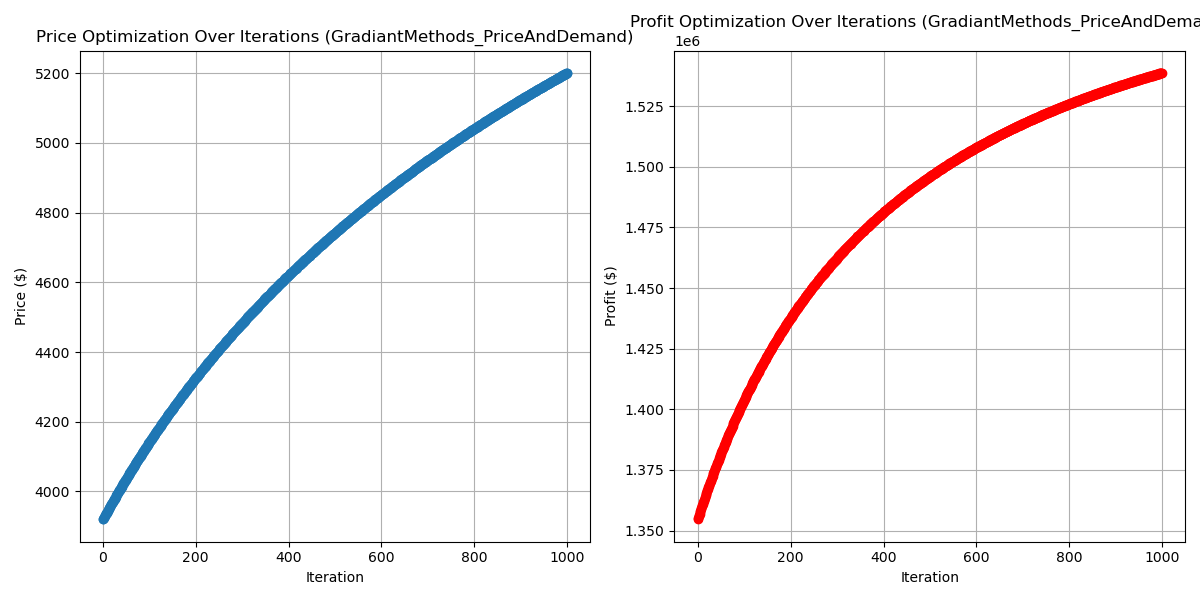 Price Optimization Over Iterations (GradiantMethods_PriceAndDemand)
5200
5000
4800
4600
4400
4200
4000
Price ($)
0 200 400 600 800 1000
Iteration
Profit Optimization Over Iterations (GradiantMethods_PriceAndDema
1e6
1.525
1.500
1.475
1.450
1.425
1.400
1.375
1.350
Profit ($)
0 200 400 600 800 1000
Iteration